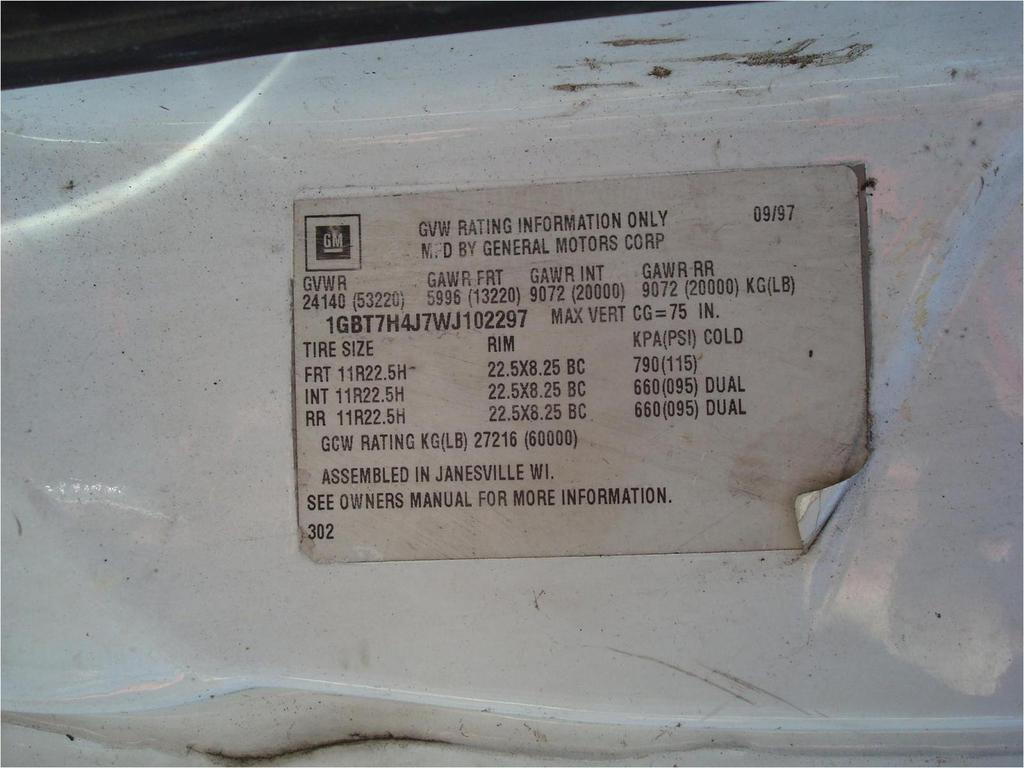 GM
GVW RATING INFORMATION ONLY 09/97
M.D BY GENERAL MOTORS CORP
GVWR GAWR FRT GAWR INT GAWR RR
24140 (53220) 5996 (13220) 9072 (20000) 9072 (20000) KG(LB)
1GBT7H4J7WJ102297 MAX VERT CG=75 IN.
TIRE SIZE RIM KPA(PSI) COLD
FRT 11R22.5H 22.5X8.25 BC 790(115)
INT 11R22.5H 22.5X8.25 BC 660(095) DUAL
RR 11R22.5H 22.5X8.25 BC 660(095) DUAL
GCW RATING KG(LB) 27216 (60000)
ASSEMBLED IN JANESVILLE WI.
SEE OWNERS MANUAL FOR MORE INFORMATION.
302